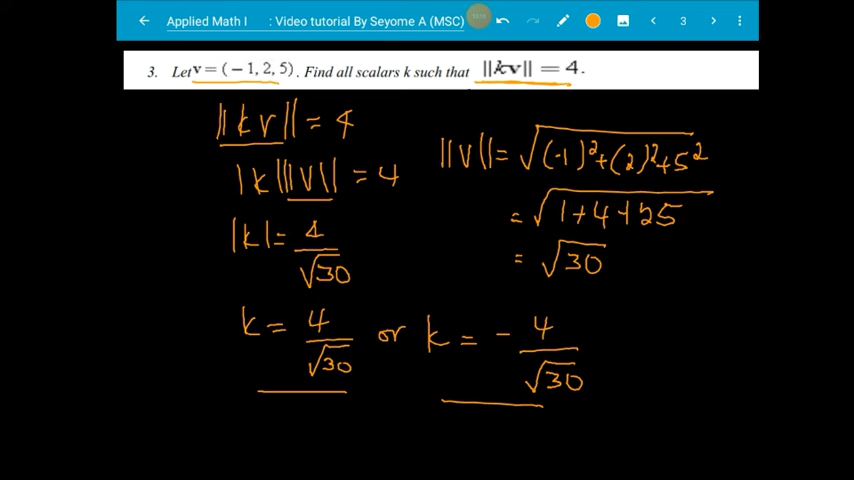 Applied Math I : Video tutorial By Seyome A (MSC)
3
3. Let v = (−1, 2, 5). Find all scalars k such that ||kv|| = 4.
||kv|| = 4
|k|||v|| = 4
|k| = 4/√30
k = 4/√30 or k = -4/√30
||v|| = √(-1)²+(2)²+5²
= √1+4+25
= √30